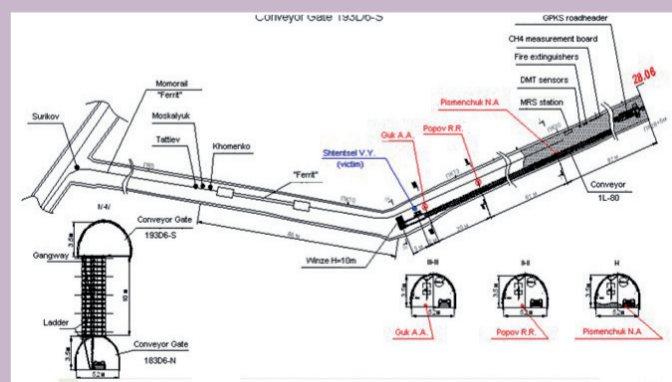 Conveyor Gate 193D6-S
GPKS roadheader
CH4 measurement board
Fire extinguishers
DMT sensors
MRS station
28.06
Pismenchuk N.A
Momorail
"Ferrit"
Surikov
Moskalyuk
Tattiev
Khomenko
"Ferrit"
Shtentsel V.Y.
(victim)
Guk A.A.
Popov R.R.
Conveyor
1L-80
Winze H=10m
Conveyor Gate
193D6-S
Gangway
Ladder
Conveyor Gate
183D6-N
Guk A.A.
Popov R.R.
Pismenchuk N.A